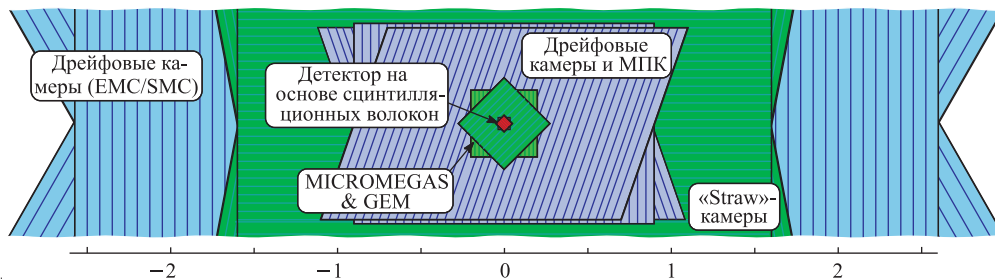 Дрейфовые ка-
меры (EMC/SMC)
Детектор на
основе сцинтилля-
ционных волокон
Дрейфовые
камеры и МПК
MICROMEGAS
& GEM
«Straw»-
камеры
−2 −1 0 1 2